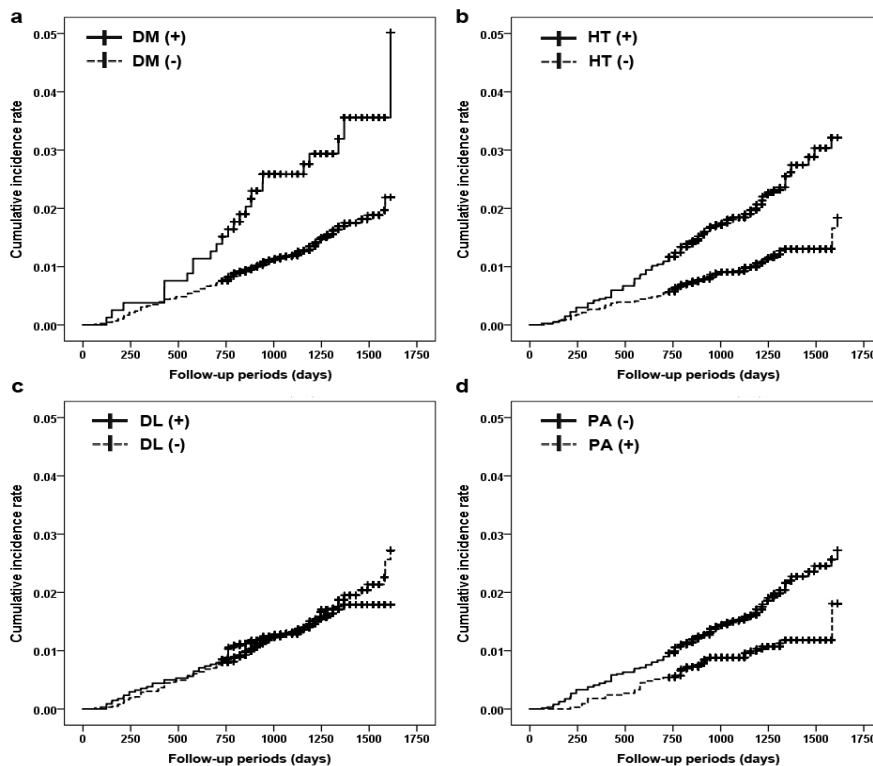 a
DM (+)
DM (-)
Cumulative incidence rate
0.05
0.04
0.03
0.02
0.01
0.00
0 250 500 750 1000 1250 1500 1750
Follow-up periods (days)
b
HT (+)
HT (-)
Cumulative incidence rate
0.05
0.04
0.03
0.02
0.01
0.00
0 250 500 750 1000 1250 1500 1750
Follow-up periods (days)
c
DL (+)
DL (-)
Cumulative incidence rate
0.05
0.04
0.03
0.02
0.01
0.00
0 250 500 750 1000 1250 1500 1750
Follow-up periods (days)
d
PA (-)
PA (+)
Cumulative incidence rate
0.05
0.04
0.03
0.02
0.01
0.00
0 250 500 750 1000 1250 1500 1750
Follow-up periods (days)